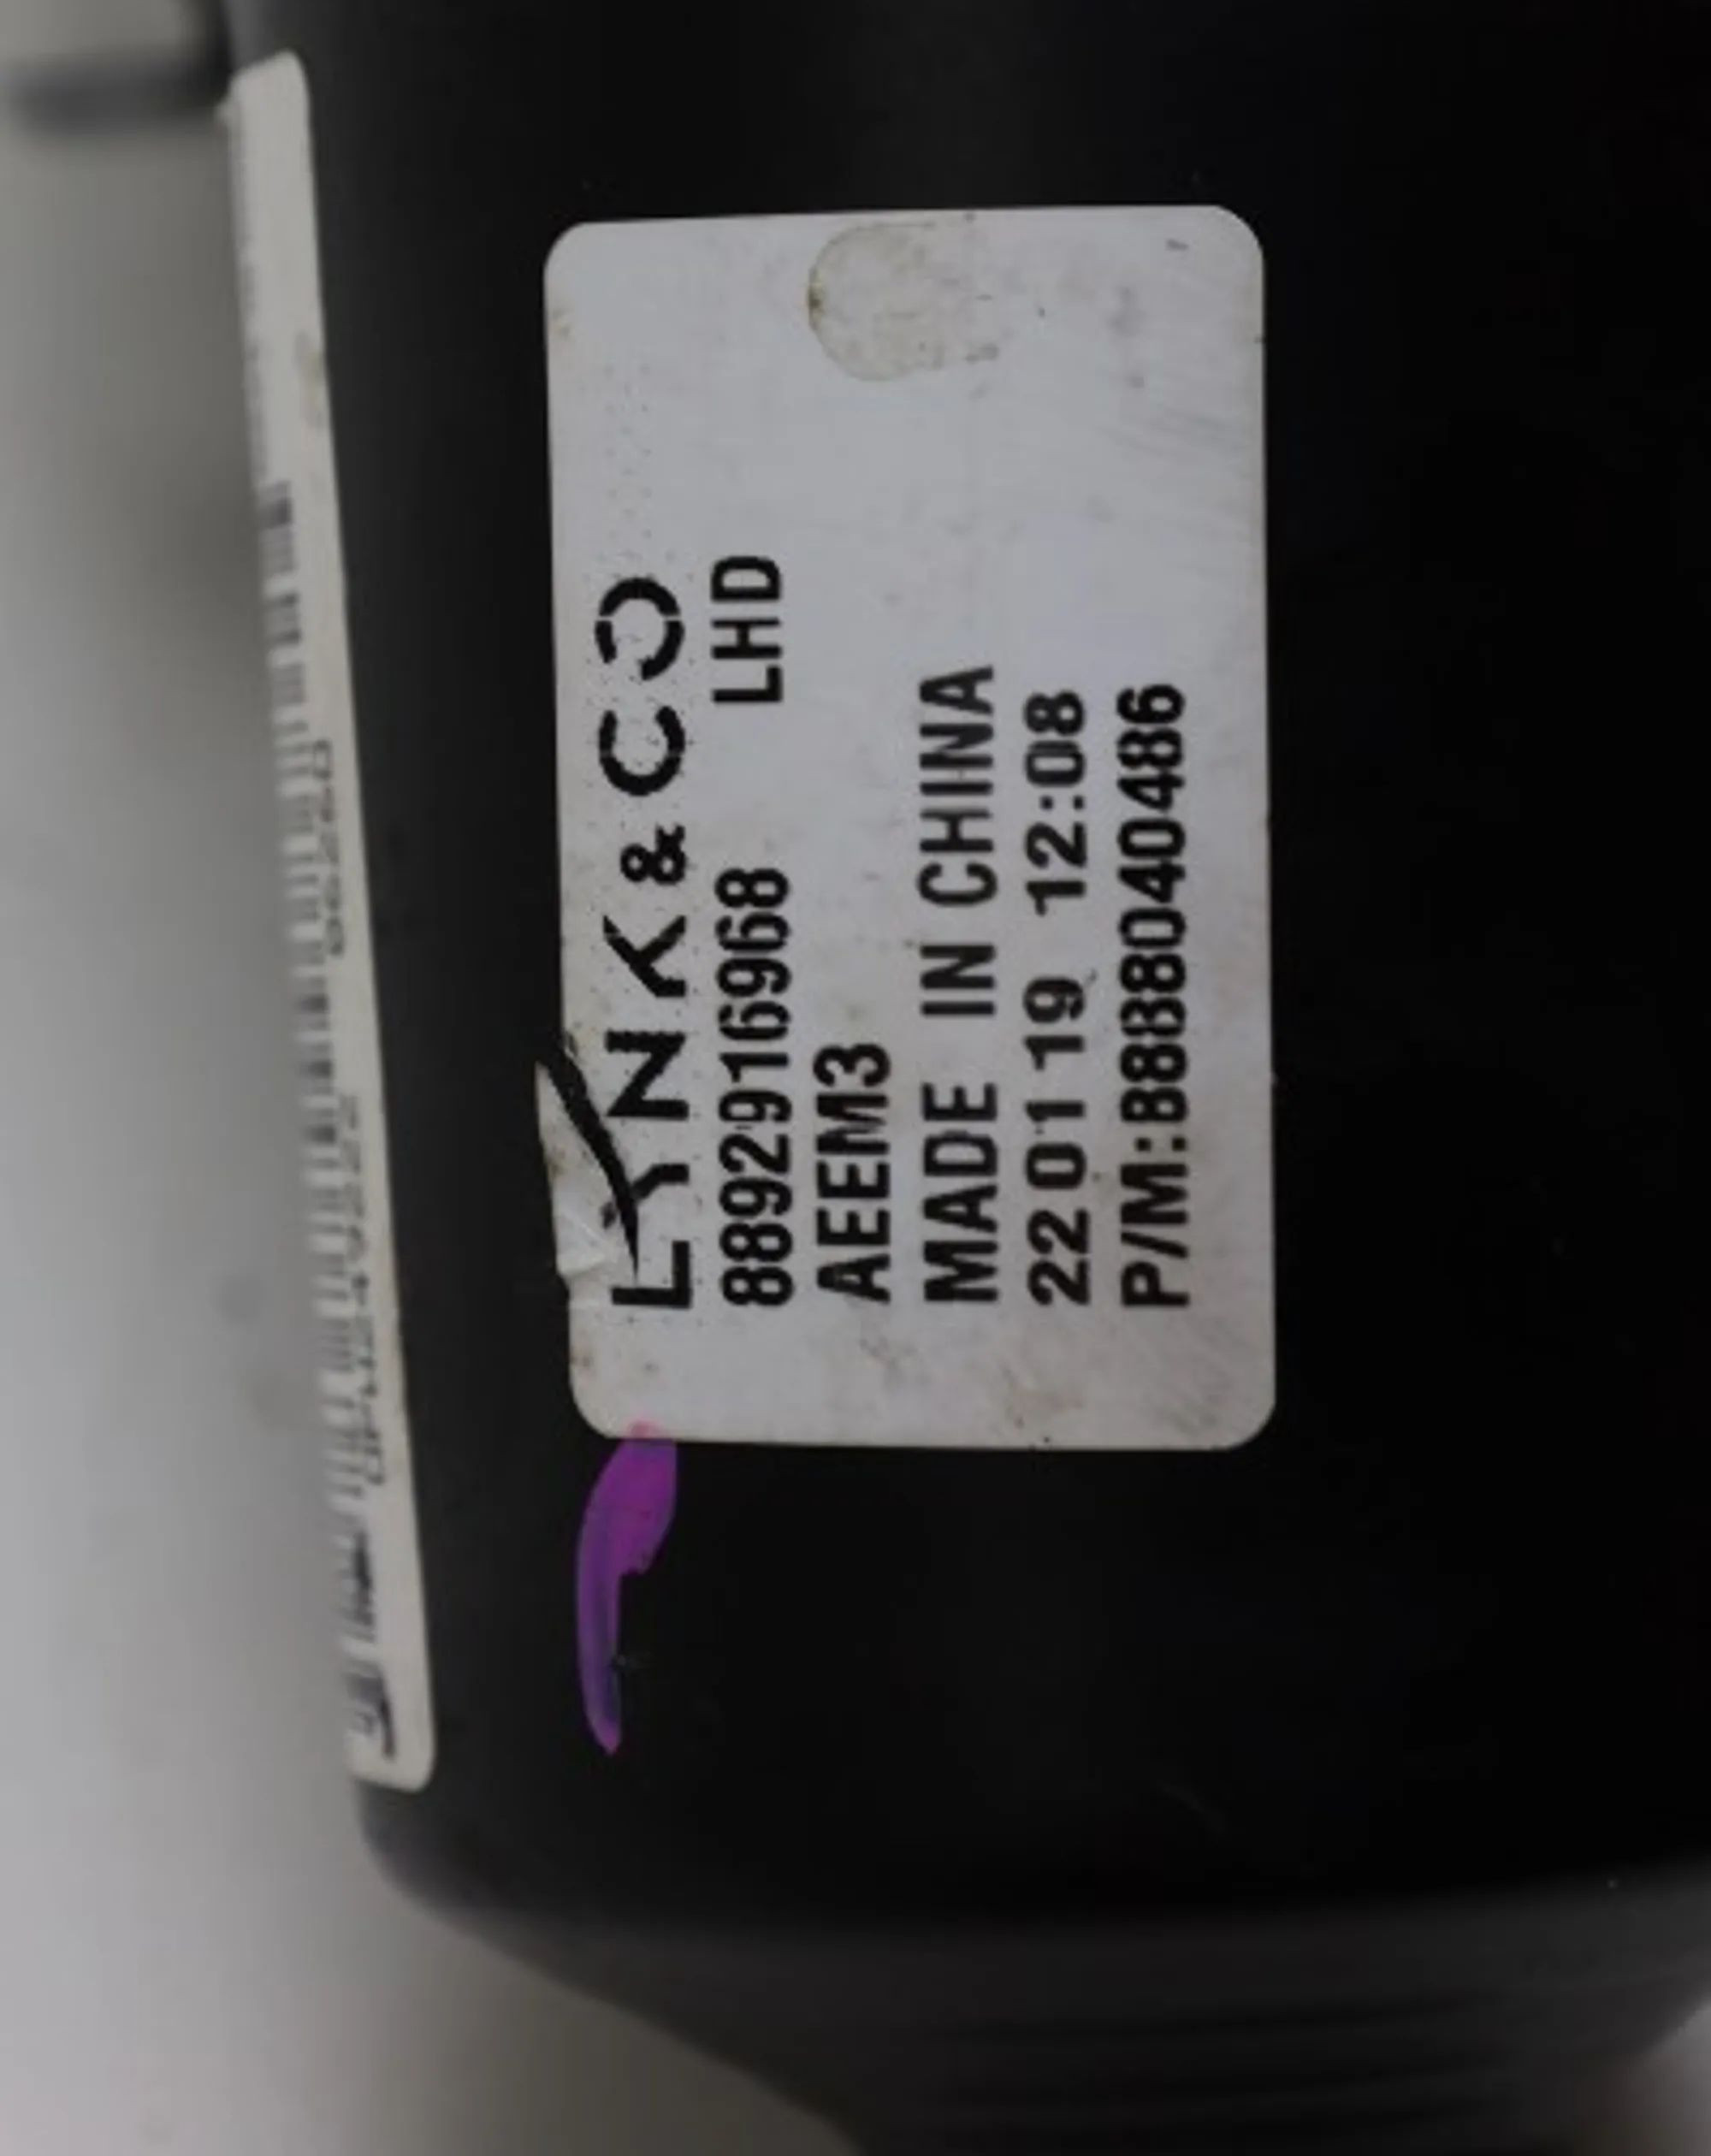 LYNK & CO
8892916968 LHD
AEEM3
MADE IN CHINA
22 01 19 12:08
P/M:8888040486